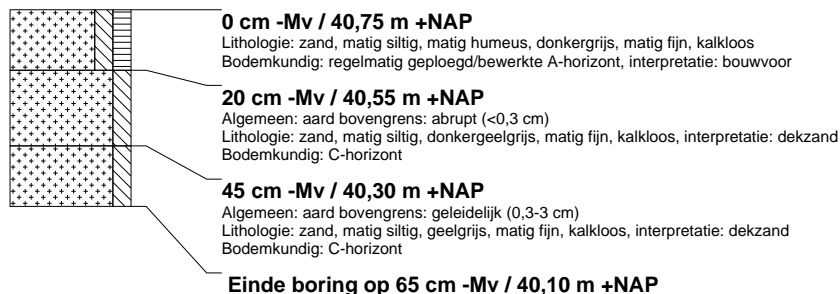 0 cm -Mv / 40,75 m +NAP
Lithologie: zand, matig siltig, matig humeus, donkergrijs, matig fijn, kalkloos
Bodemkundig: regelmatig geploegd/bewerkte A-horizont, interpretatie: bouwvoor
20 cm -Mv / 40,55 m +NAP
Algemeen: aard bovengrens: abrupt (<0,3 cm)
Lithologie: zand, matig siltig, donkergeelgrijs, matig fijn, kalkloos, interpretatie: dekzand
Bodemkundig: C-horizont
45 cm -Mv / 40,30 m +NAP
Algemeen: aard bovengrens: geleidelijk (0,3-3 cm)
Lithologie: zand, matig siltig, geelgrijs, matig fijn, kalkloos, interpretatie: dekzand
Bodemkundig: C-horizont
Einde boring op 65 cm -Mv / 40,10 m +NAP